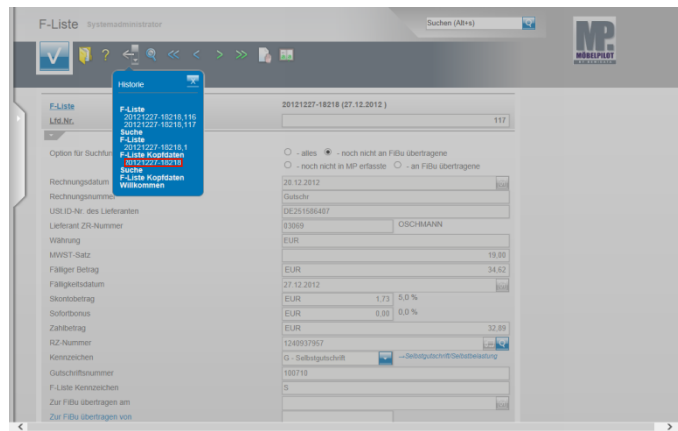 F-Liste Systemadministrator
Suchen (Alt+s)
MP
MÖBELPILOT
Historie
F-Liste
20121227-18218,116
20121227-18218,117
Suche
F-Liste
20121227-18218,1
F-Liste Kopfdaten
20121227-18218
Suche
F-Liste Kopfdaten
Willkommen
F-Liste 20121227-18218 (27.12.2012 )
Lfd.Nr. 117
Option für Suchfun - alles - noch nicht an FiBu übertragene
- noch nicht in MP erfasste - an FiBu übertragene
Rechnungsdatum 28.12.2012
Rechnungsnummer Gutschr
USt.ID-Nr. des Lieferanten DE251586407
Lieferant ZR-Nummer 03069 OSCHMANN
Währung EUR
MWST-Satz 19,00
Fälliger Betrag EUR 34,62
Fälligkeitsdatum 27.12.2012
Skontobetrag EUR 1,73 5,0 %
Sofortbonus EUR 0,00 0,0 %
Zahlbetrag EUR 32,89
RZ-Nummer 1240937957
Kennzeichen G - Selbstgutschrift →Selbstgutschrift/Selbstbelastung
Gutschriftsnummer 180718
F-Liste Kennzeichen S
Zur FiBu übertragen am
Zur FiBu übertragen von